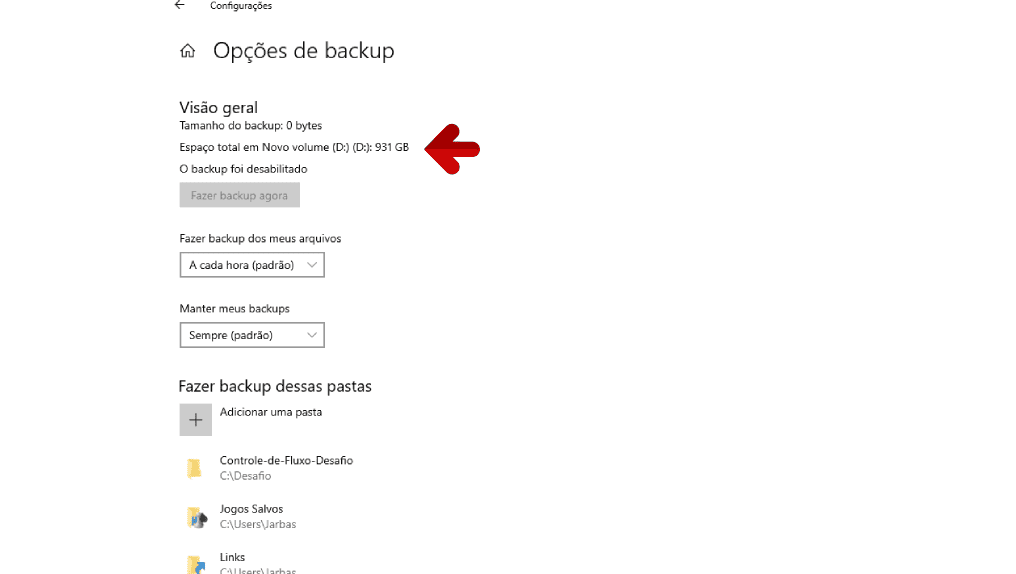 Configurações
Opções de backup
Visão geral
Tamanho do backup: 0 bytes
Espaço total em Novo volume (D:) (D:): 931 GB
O backup foi desabilitado
Fazer backup agora
Fazer backup dos meus arquivos
A cada hora (padrão)
Manter meus backups
Sempre (padrão)
Fazer backup dessas pastas
Adicionar uma pasta
Controle-de-Fluxo-Desafio
C:\Desafio
Jogos Salvos
C:\Users\Jarbas
Links
C:\Users\Jarbas